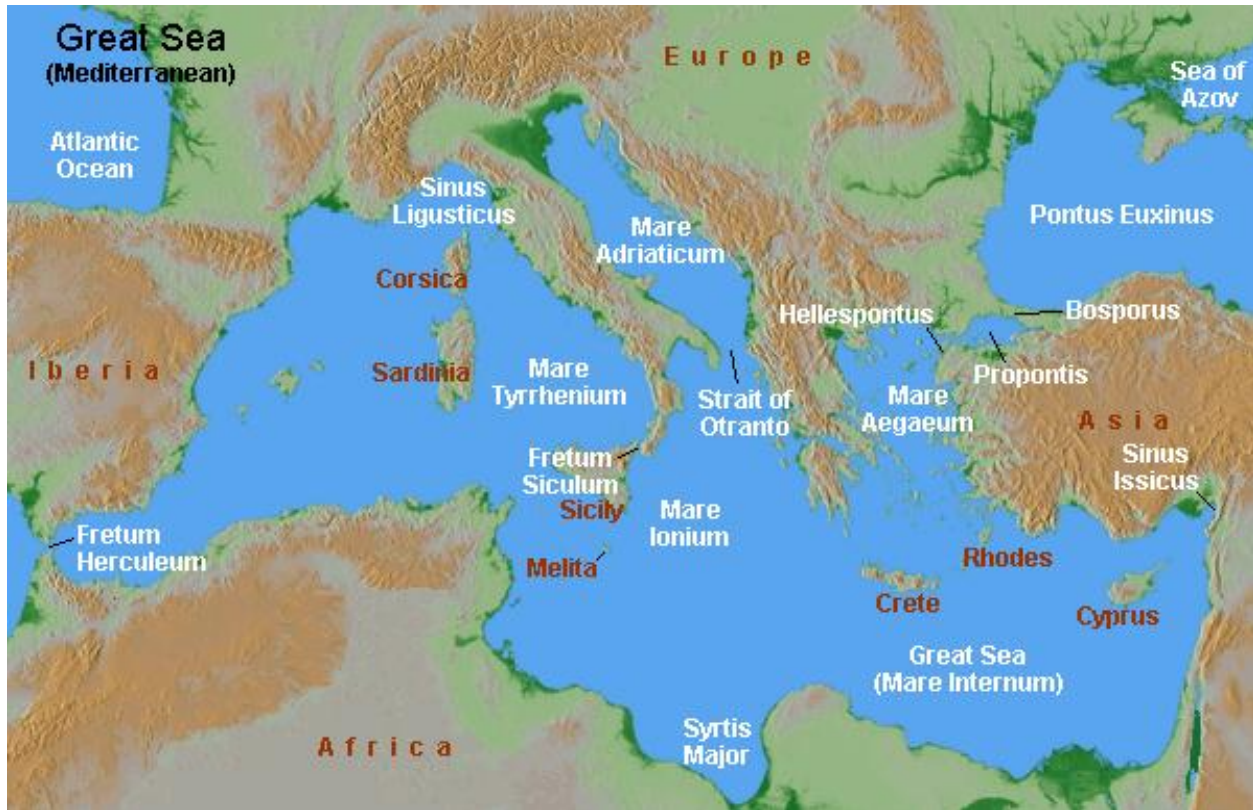 Great Sea
(Mediterranean)
Europe
Sea of
Azov
Atlantic
Ocean
Sinus
Ligusticus
Mare
Adriaticum
Pontus Euxinus
Corsica
Hellespontus
Bosporus
Iberia
Sardinia
Mare
Tyrrhenium
Strait of
Otranto
Mare
Aegaeum
Propontis
Asia
Fretum
Siculum
Sinus
Issicus
Sicily
Mare
Ionium
Fretum
Herculeum
Melita
Rhodes
Crete
Cyprus
Great Sea
(Mare Internum)
Africa
Syrtis
Major